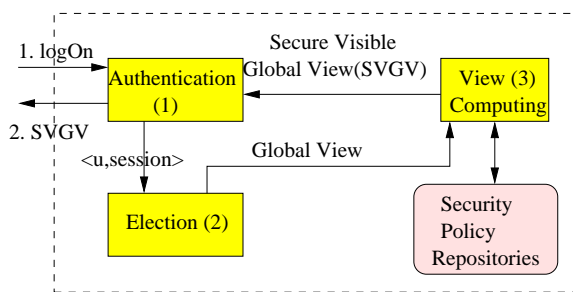 1. logOn
2. SVGV
Authentication
(1)
Secure Visible
Global View(SVGV)
View (3)
Computing
<u,session>
Global View
Election (2)
Security
Policy
Repositories